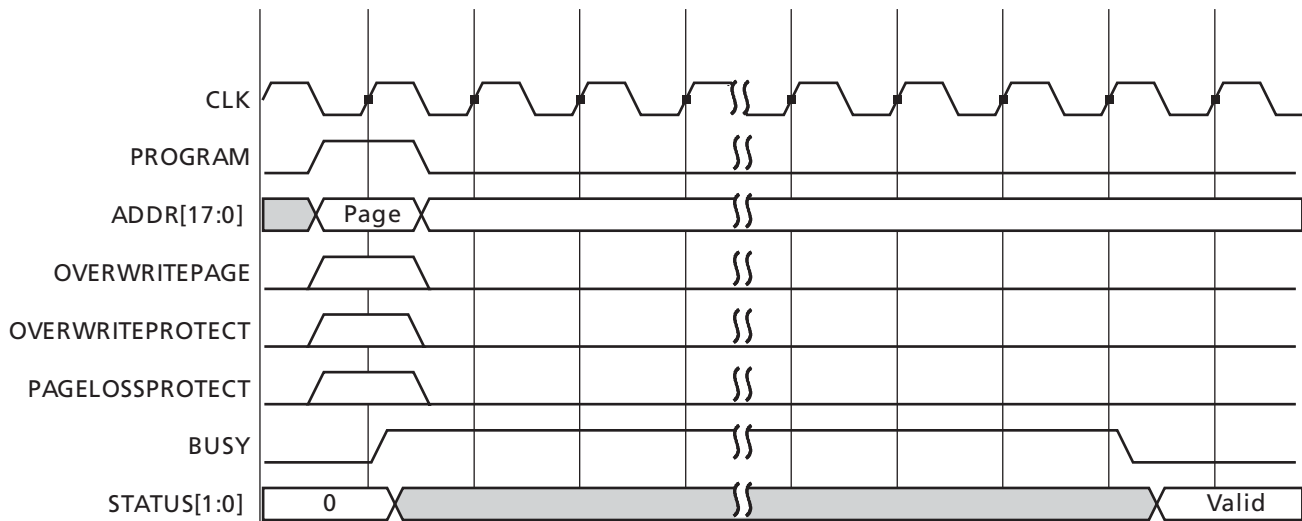 CLK
PROGRAM
ADDR[17:0] Page
OVERWRITEPAGE
OVERWRITEPROTECT
PAGELOSSPROTECT
BUSY
STATUS[1:0] 0 Valid